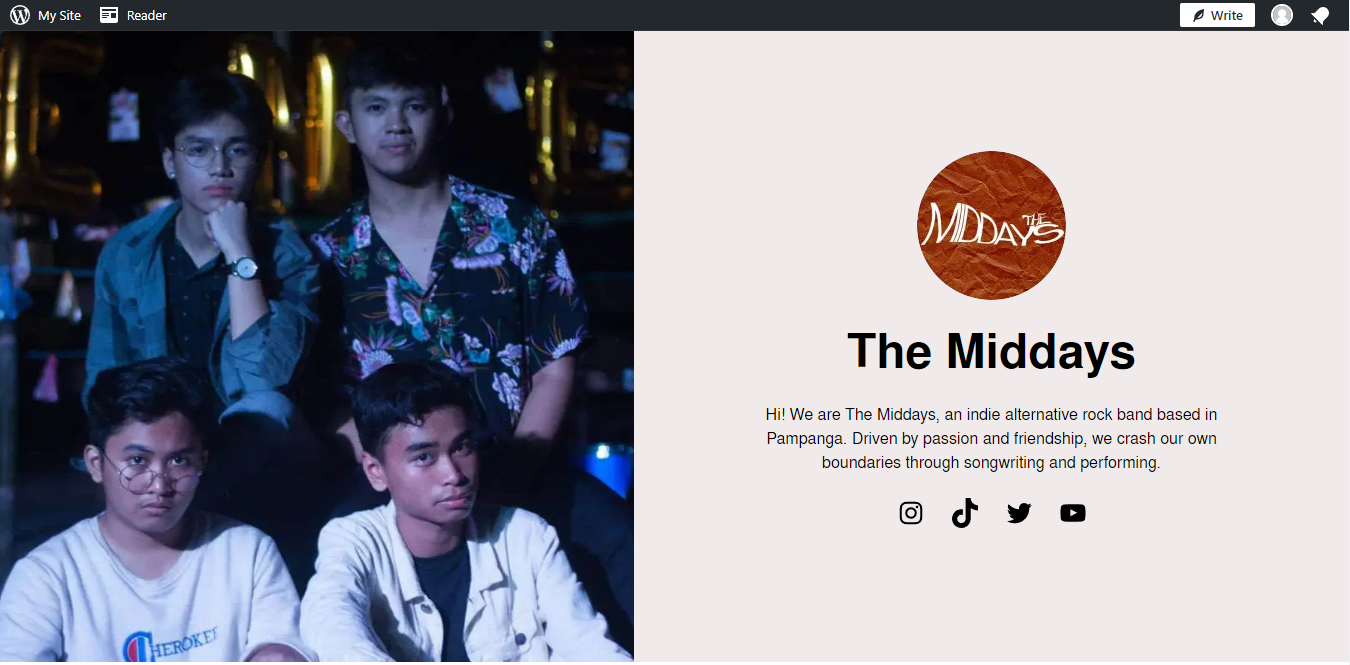 My Site
Reader
Write
THE
MIDDAYS
The Middays
Hi! We are The Middays, an indie alternative rock band based in
Pampanga. Driven by passion and friendship, we crash our own
boundaries through songwriting and performing.
CHEROKEE